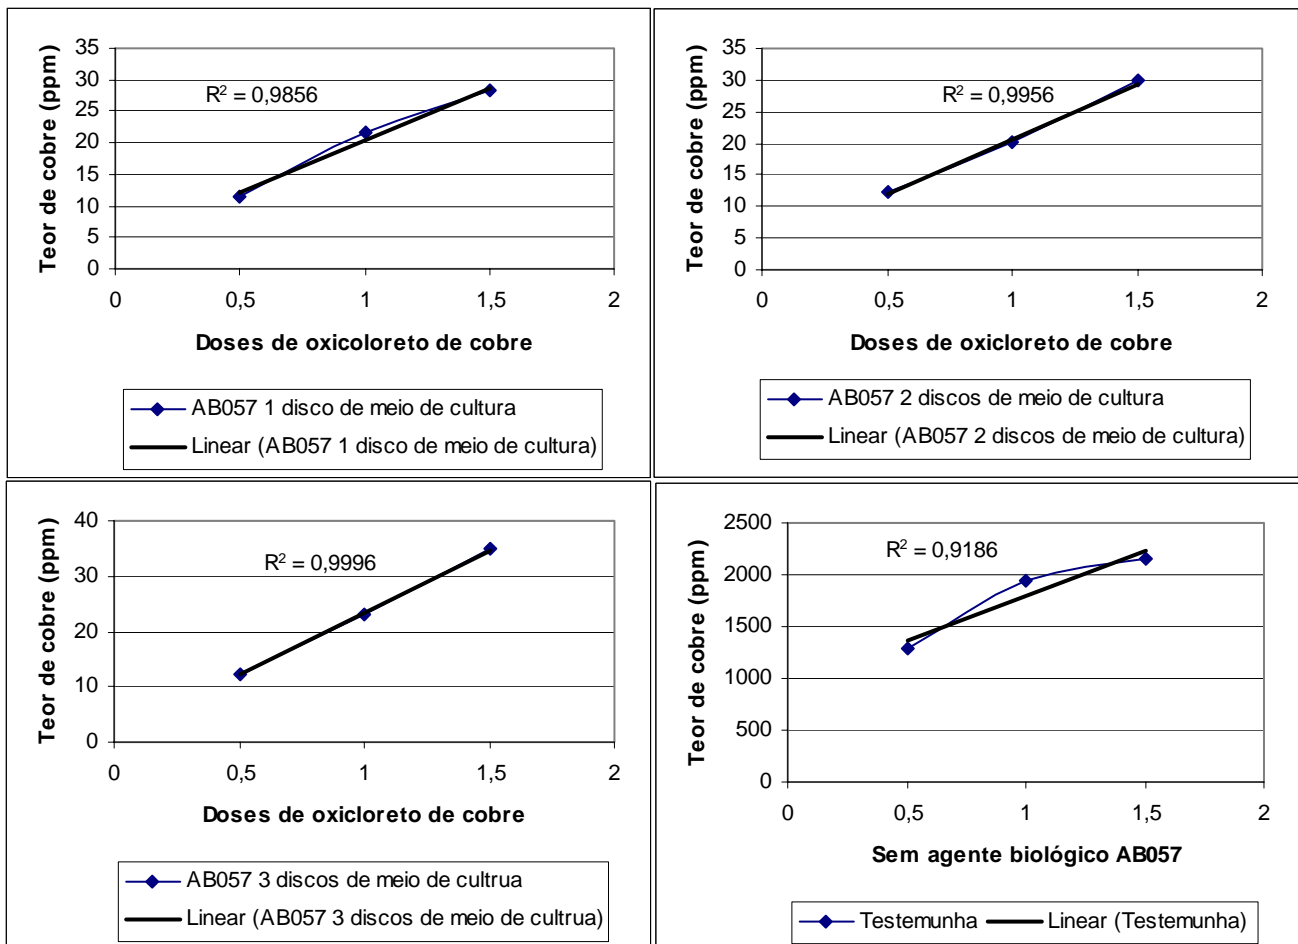 Teor de cobre (ppm)
35
30
25
20
15
10
5
0
R² = 0,9856
0 0,5 1 1,5 2
Doses de oxicoloreto de cobre
AB057 1 disco de meio de cultura
Linear (AB057 1 disco de meio de cultura)
Teor de cobre (ppm)
35
30
25
20
15
10
5
0
R² = 0,9956
0 0,5 1 1,5 2
Doses de oxicloreto de cobre
AB057 2 discos de meio de cultura
Linear (AB057 2 discos de meio de cultura)
Teor de cobre (ppm)
40
30
20
10
0
R² = 0,9996
0 0,5 1 1,5 2
Doses de oxicloreto de cobre
AB057 3 discos de meio de cultrua
Linear (AB057 3 discos de meio de cultrua)
Teor de cobre (ppm)
2500
2000
1500
1000
500
0
R² = 0,9186
0 0,5 1 1,5 2
Sem agente biológico AB057
Testemunha Linear (Testemunha)